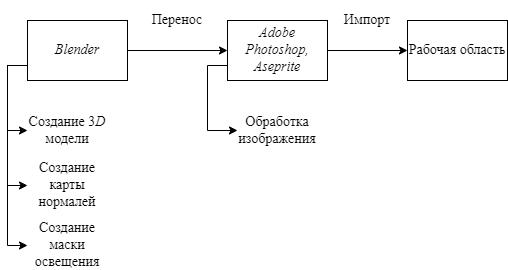 Перенос
Импорт
Blender
Adobe
Photoshop,
Aseprite
Рабочая область
Создание 3D
модели
Обработка
изображения
Создание
карты
нормалей
Создание
маски
освещения